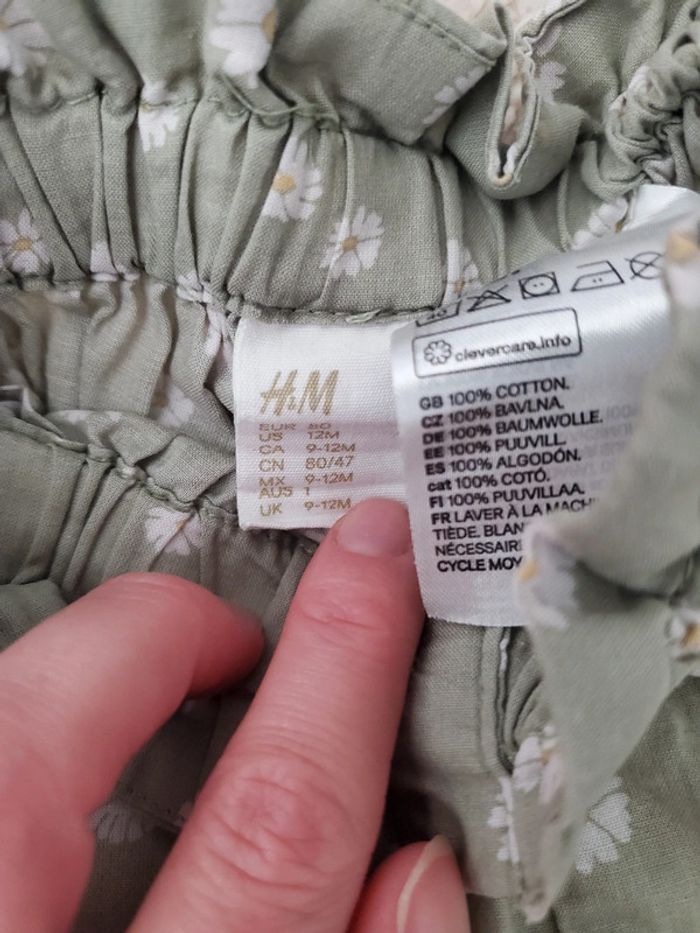 H&M
EUR 80
US 12M
CA 9-12M
CN 80/47
MX 9-12M
AUS 1
UK 9-12M
clevercare.info
GB 100% COTTON.
CZ 100% BAVLNA.
DE 100% BAUMWOLLE.
EE 100% PUUVILL.
ES 100% ALGODÓN.
cat 100% COTÓ.
FI 100% PUUVILLAA.
FR LAVER À LA MACH
TIÈDE. BLAN
NÉCESSAIR
CYCLE MOY